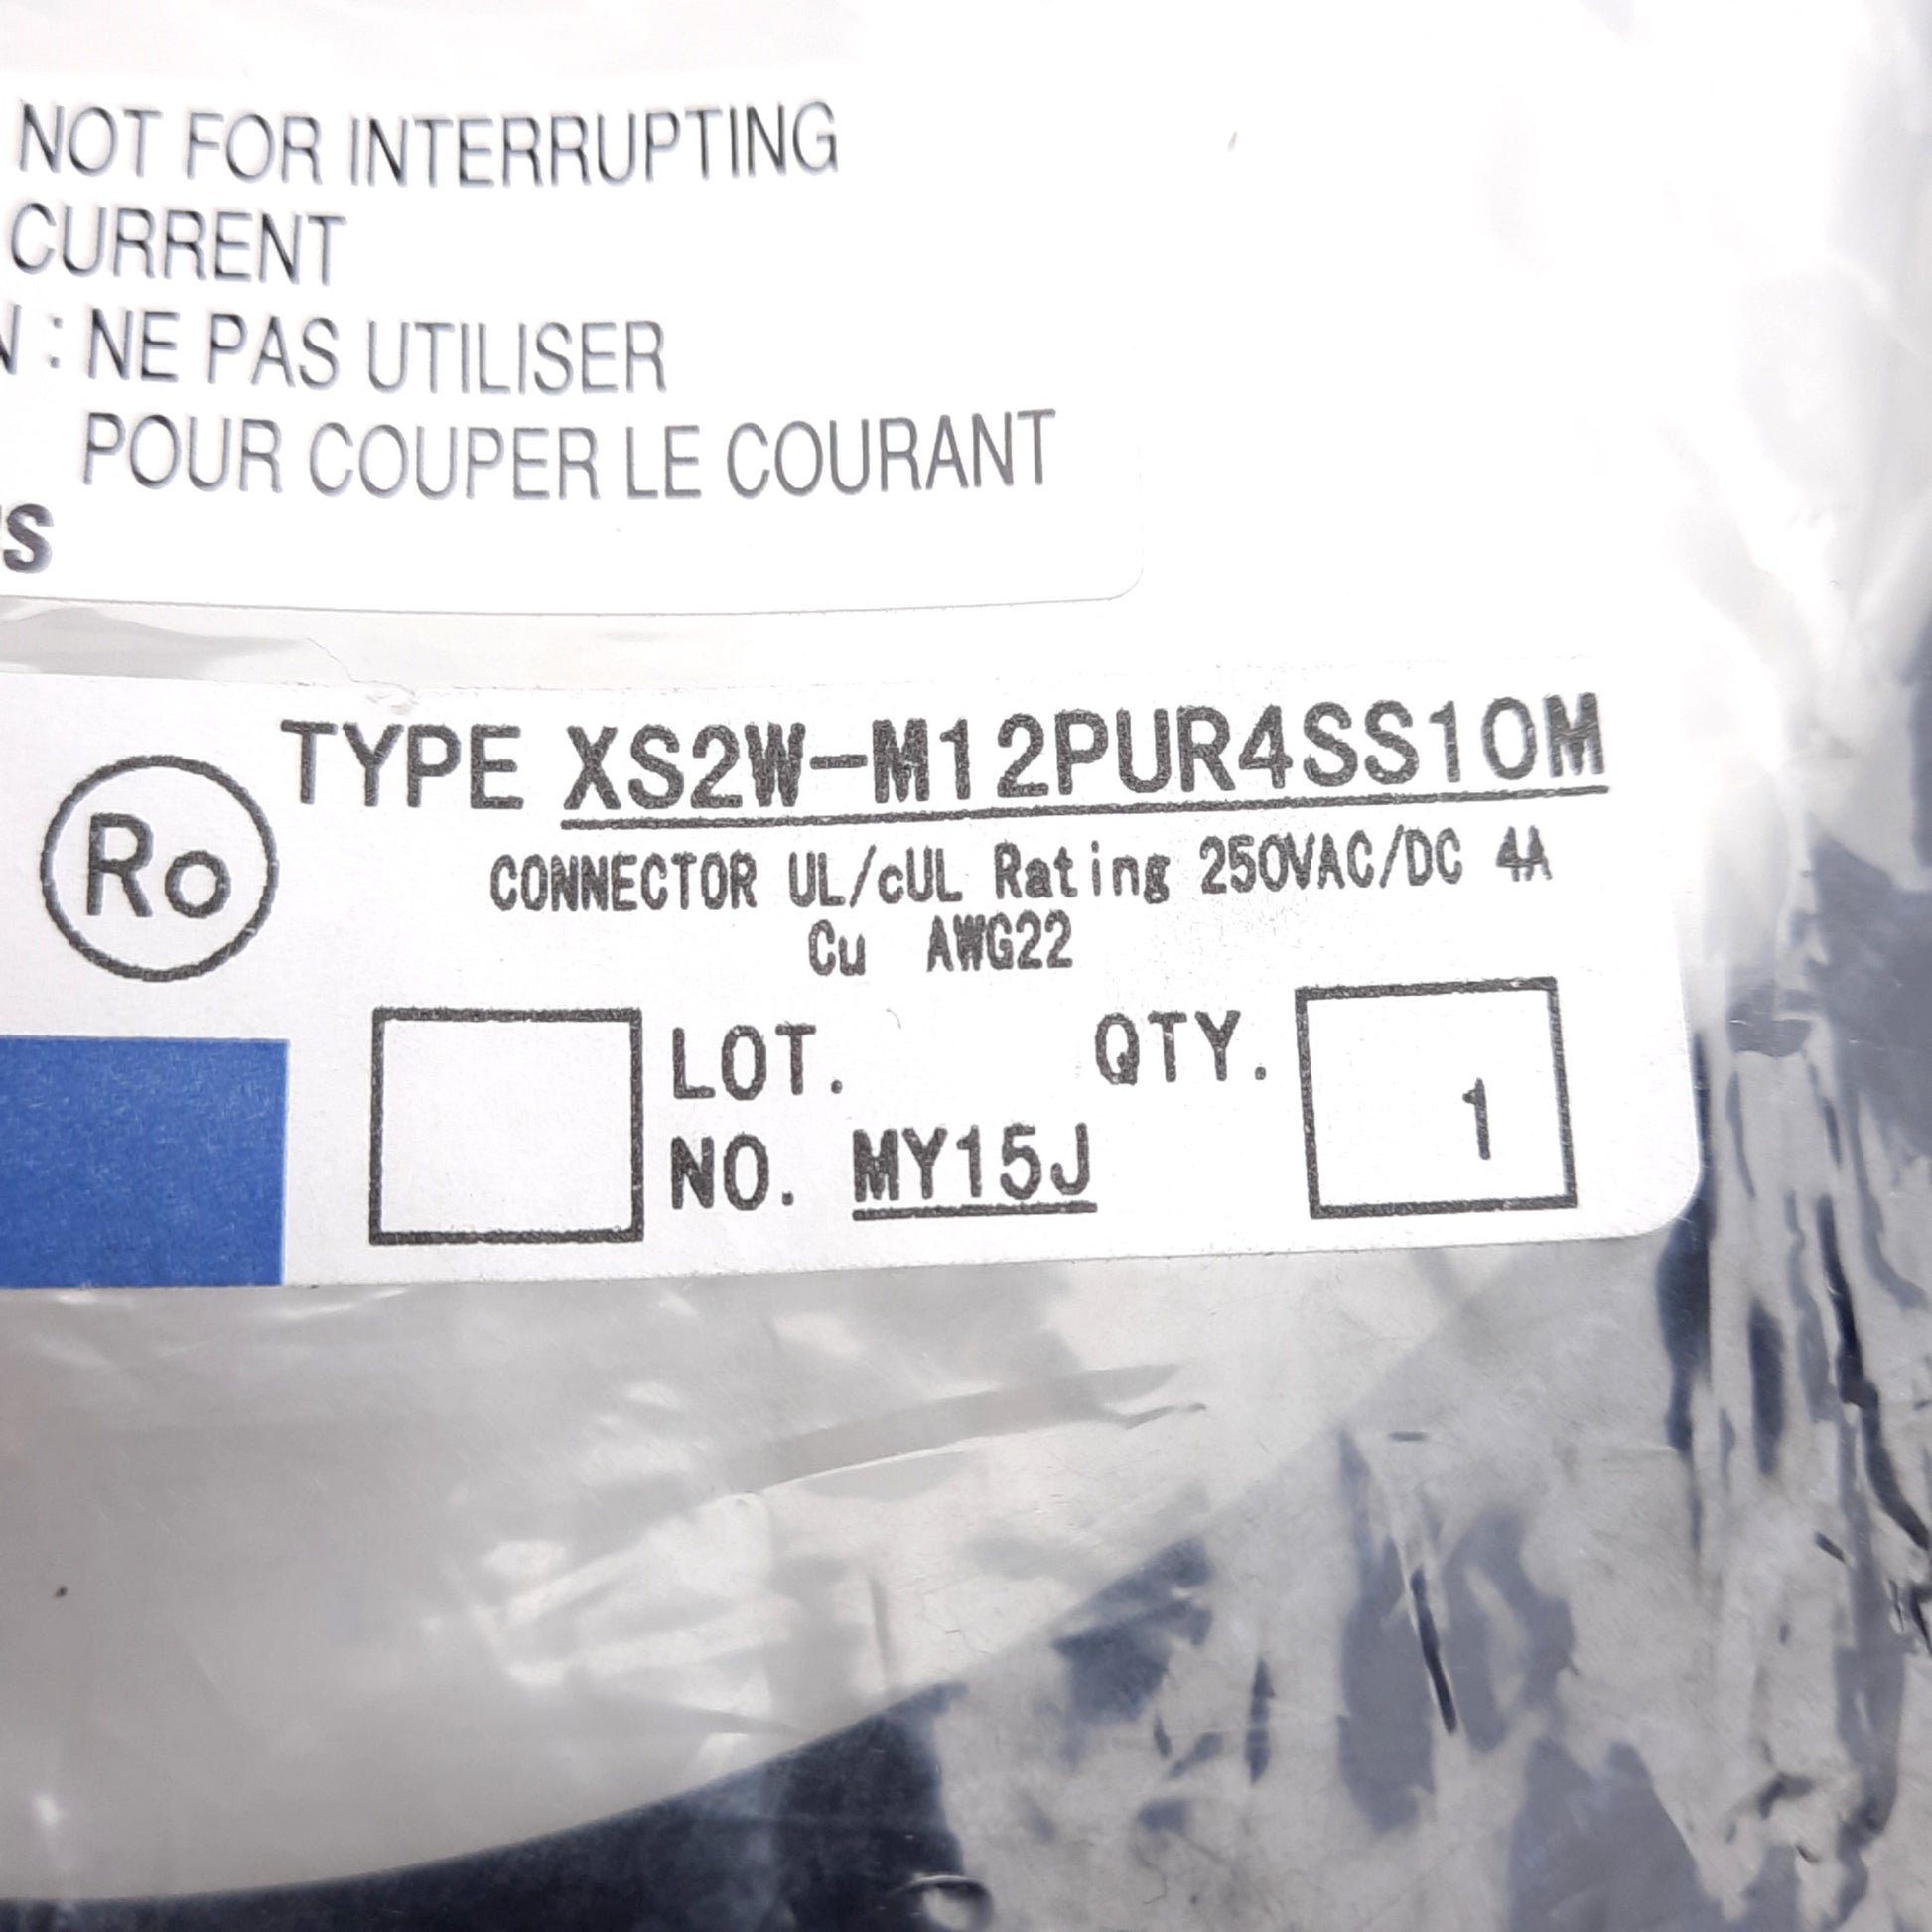 NOT FOR INTERRUPTING
CURRENT
N : NE PAS UTILISER
POUR COUPER LE COURANT
us
TYPE XS2W-M12PUR4SS10M
Ro
CONNECTOR UL/cUL Rating 250VAC/DC 4A
Cu AWG22
LOT. QTY.
NO. MY15J 1